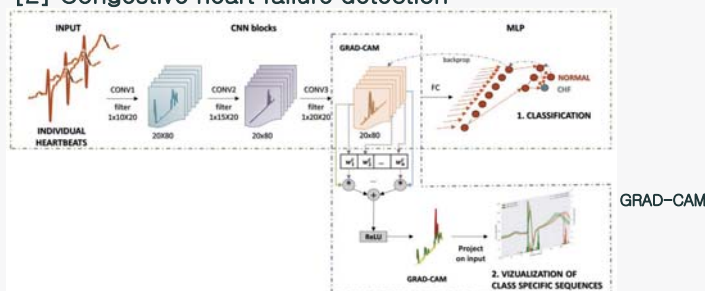 [2] Congestive heart failure detection
INPUT
CNN blocks
MLP
GRAD-CAM
backprop
CONV1
filter
1x10X20
CONV2
filter
1x15X20
CONV3
filter
1x20X20
FC
NORMAL
CHF
INDIVIDUAL
HEARTBEATS
20X80
20x80
20x80
1. CLASSIFICATION
...
...
+
ReLU
GRAD-CAM
Project
on input
2. VIZUALIZATION OF
CLASS SPECIFIC SEQUENCES
GRAD-CAM